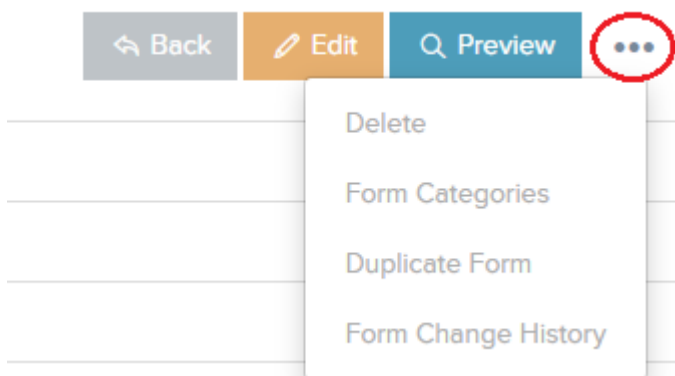 Back Edit Preview •••
Delete
Form Categories
Duplicate Form
Form Change History